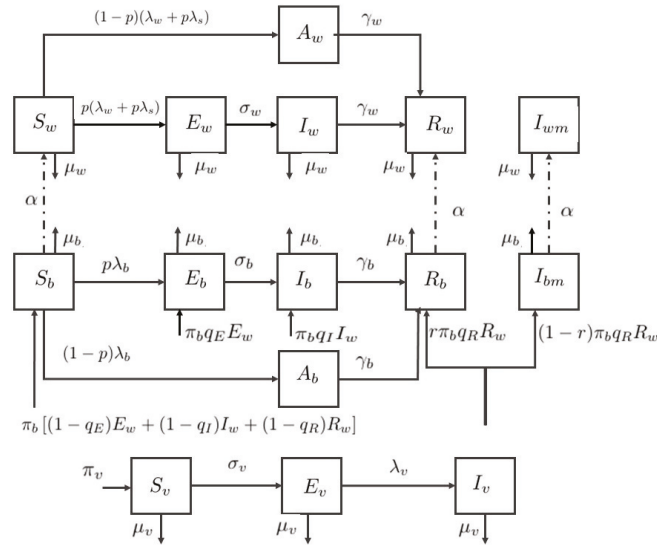 (1 − p)(λ_w + pλ_s)
A_w
γ_w
S_w
p(λ_w + pλ_s)
E_w
σ_w
I_w
γ_w
R_w
I_wm
μ_w
μ_w
μ_w
μ_w
μ_w
α
α
α
μ_b
μ_b
μ_b
μ_b
μ_b
S_b
pλ_b
E_b
σ_b
I_b
γ_b
R_b
I_bm
π_b q_E E_w
π_b q_I I_w
rπ_b q_R R_w
(1 − r)π_b q_R R_w
(1 − p)λ_b
A_b
γ_b
π_b [(1 − q_E)E_w + (1 − q_I)I_w + (1 − q_R)R_w]
π_v
S_v
σ_v
E_v
λ_v
I_v
μ_v
μ_v
μ_v